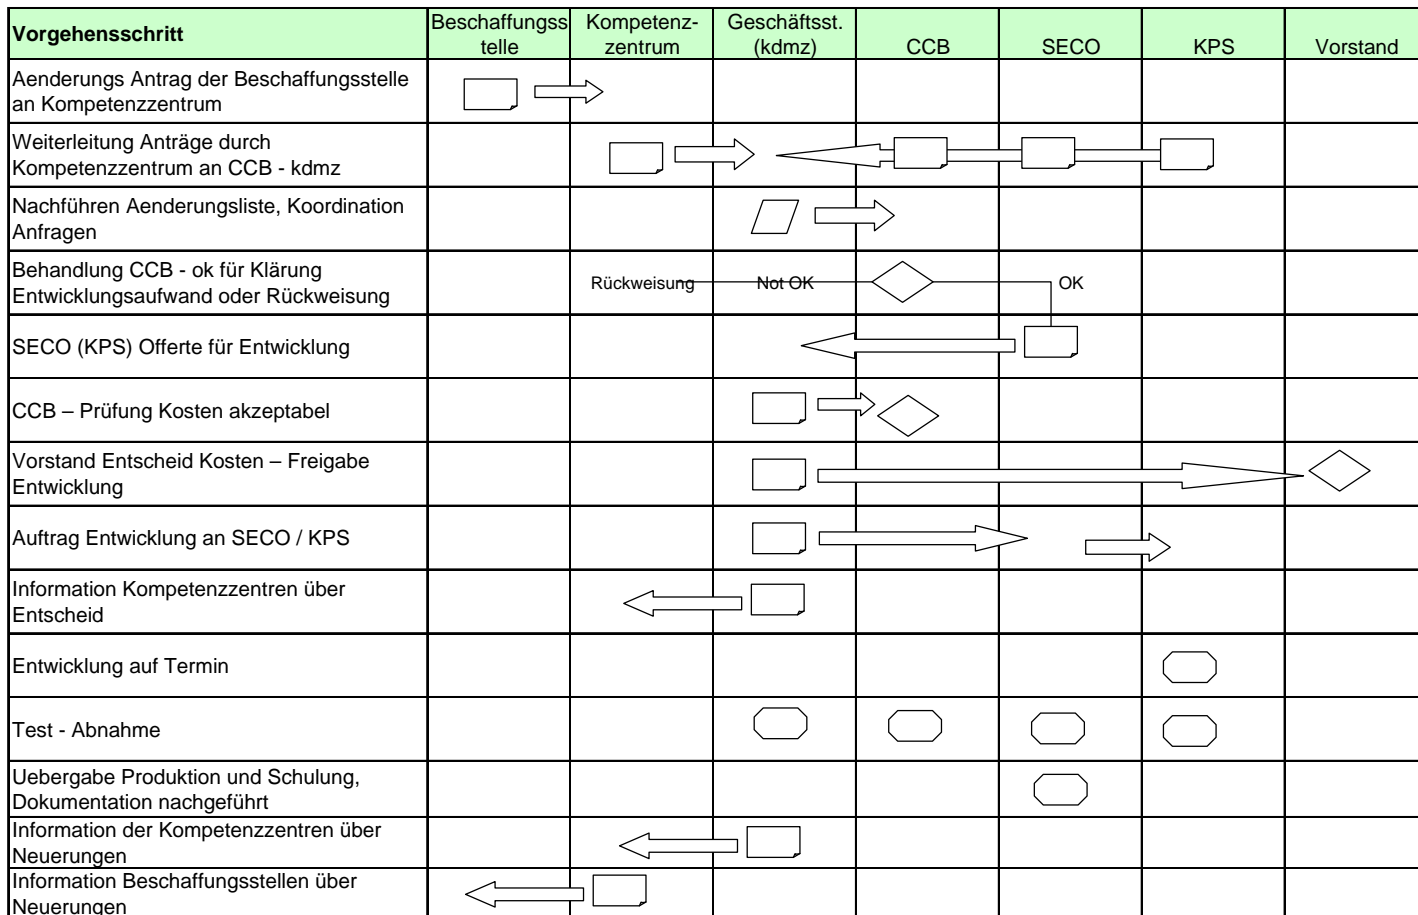 Vorgehensschritt
Beschaffungss
telle
Kompetenz-
zentrum
Geschäftsst.
(kdmz)
CCB
SECO
KPS
Vorstand
Aenderungs Antrag der Beschaffungsstelle
an Kompetenzzentrum
Weiterleitung Anträge durch
Kompetenzzentrum an CCB - kdmz
Nachführen Aenderungsliste, Koordination
Anfragen
Behandlung CCB - ok für Klärung
Entwicklungsaufwand oder Rückweisung
Rückweisung
Not OK
OK
SECO (KPS) Offerte für Entwicklung
CCB – Prüfung Kosten akzeptabel
Vorstand Entscheid Kosten – Freigabe
Entwicklung
Auftrag Entwicklung an SECO / KPS
Information Kompetenzzentren über
Entscheid
Entwicklung auf Termin
Test - Abnahme
Uebergabe Produktion und Schulung,
Dokumentation nachgeführt
Information der Kompetenzzentren über
Neuerungen
Information Beschaffungsstellen über
Neuerungen